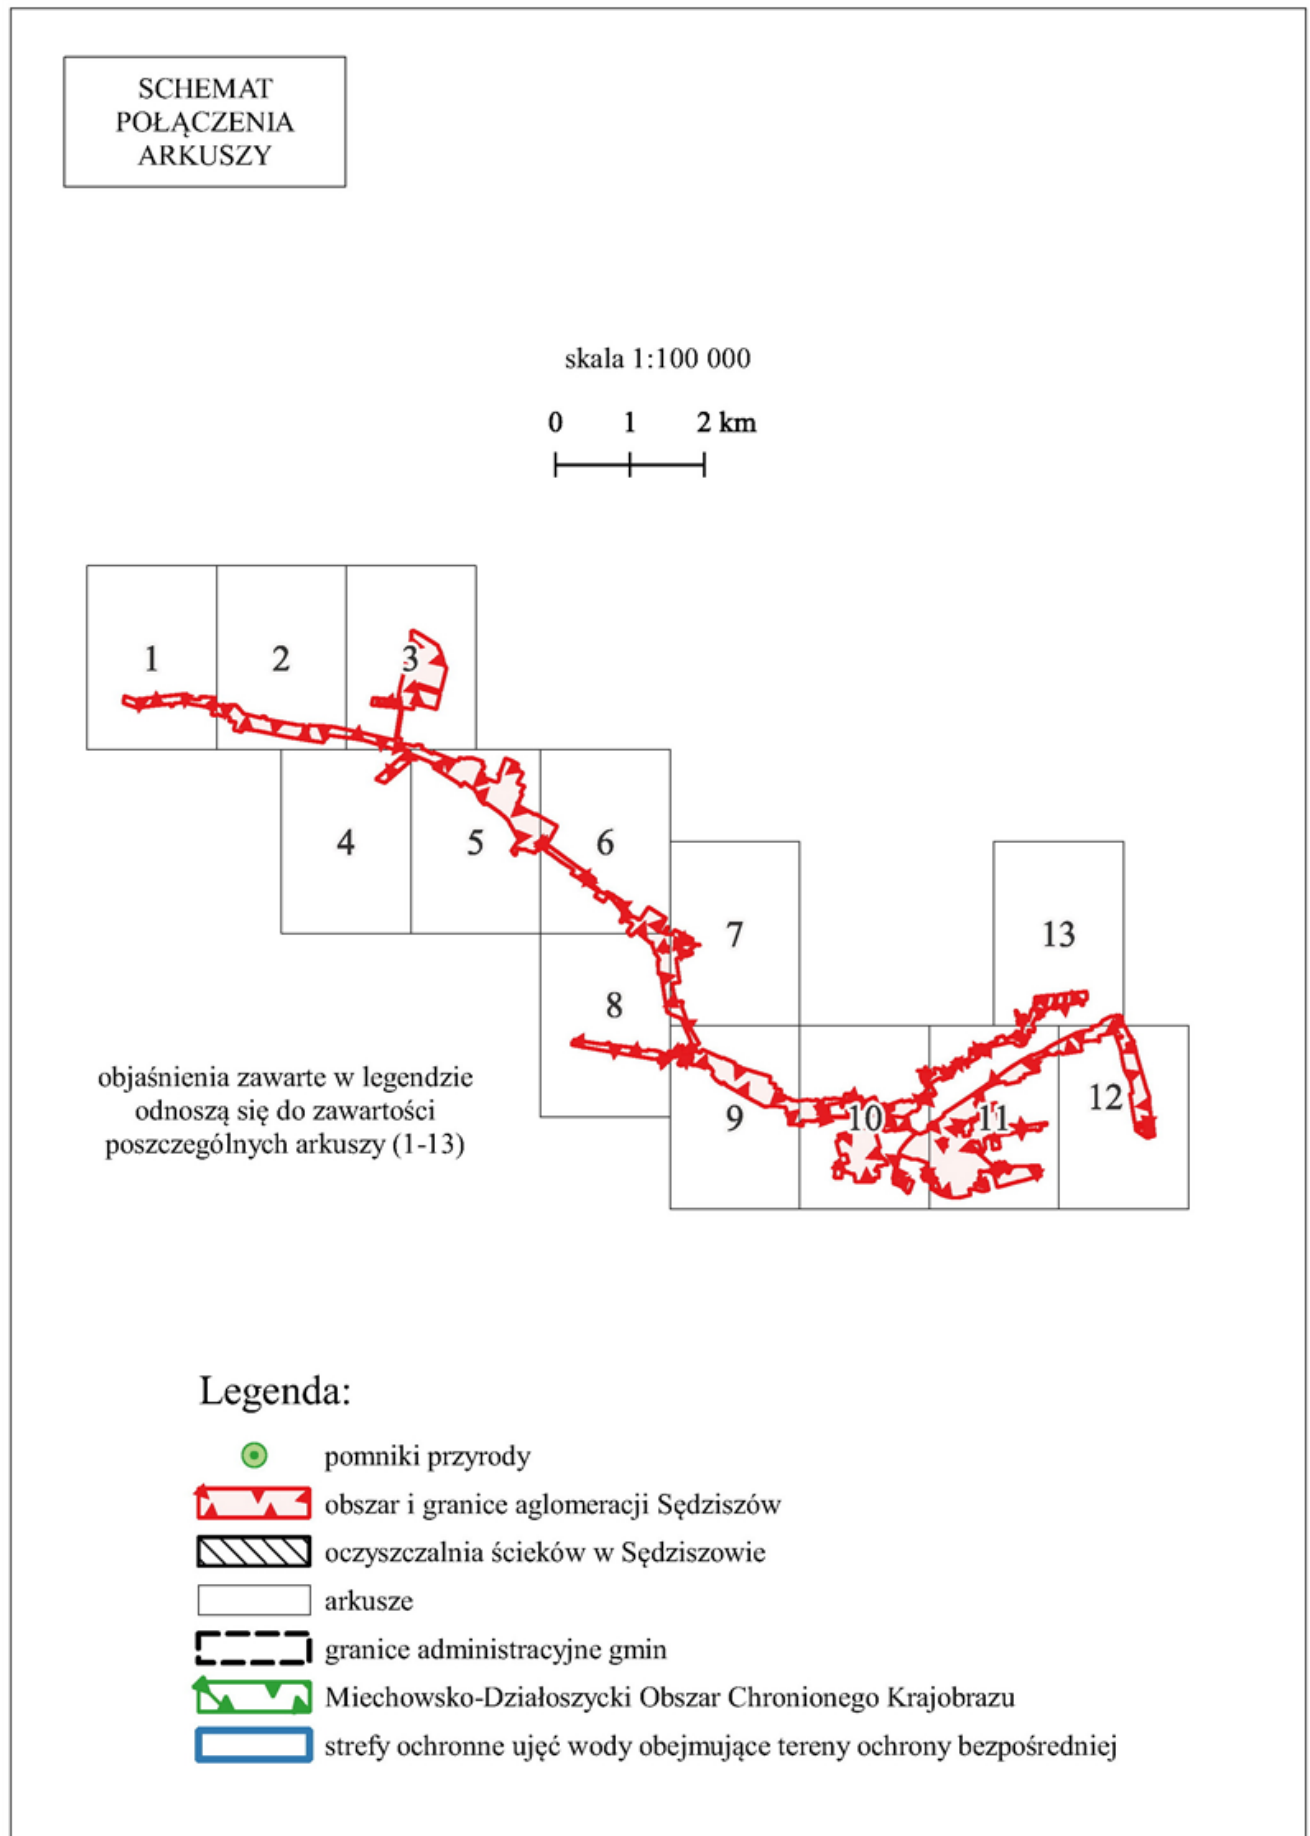 SCHEMAT
POŁĄCZENIA
ARKUSZY
skala 1:100 000
0 1 2 km
1 2 3
4 5 6
7 13
8
objaśnienia zawarte w legendzie
odnoszą się do zawartości
poszczególnych arkuszy (1-13)
9 10 11 12
Legenda:
pomniki przyrody
obszar i granice aglomeracji Sędziszów
oczyszczalnia ścieków w Sędziszowie
arkusze
granice administracyjne gmin
Miechowsko-Działoszycki Obszar Chronionego Krajobrazu
strefy ochronne ujęć wody obejmujące tereny ochrony bezpośredniej